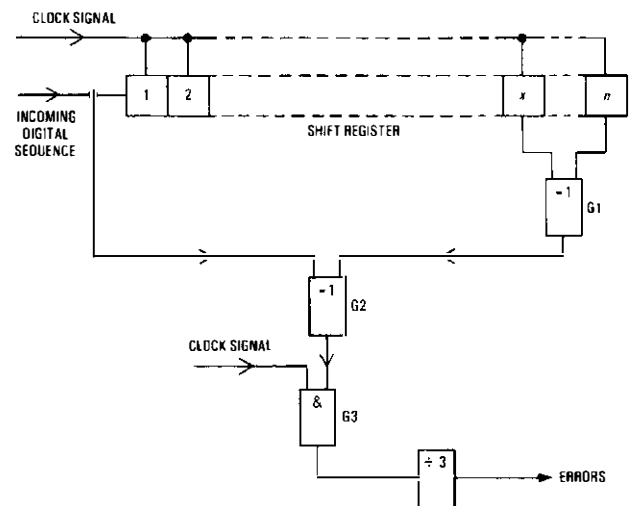 CLOCK SIGNAL
1
2
x
n
INCOMING
DIGITAL
SEQUENCE
SHIFT REGISTER
=1
G1
=1
G2
CLOCK SIGNAL
&
G3
÷ 3
ERRORS